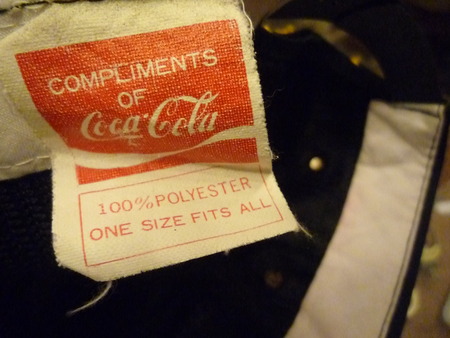 COMPLIMENTS
OF
Coca-Cola
100% POLYESTER
ONE SIZE FITS ALL